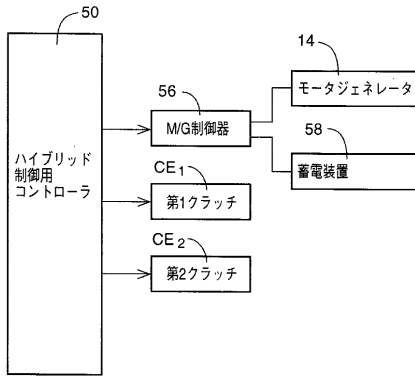 50
ハイブリッド
制御用
コントローラ
56
M/G制御器
14
モータジェネレータ
58
蓄電装置
CE1
第1クラッチ
CE2
第2クラッチ